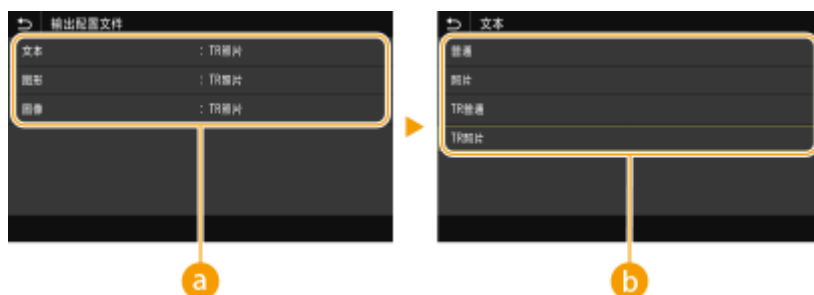 输出配置文件
文本 : TR照片
图形 : TR照片
图像 : TR照片
a
文本
普通
照片
TR普通
TR照片
b